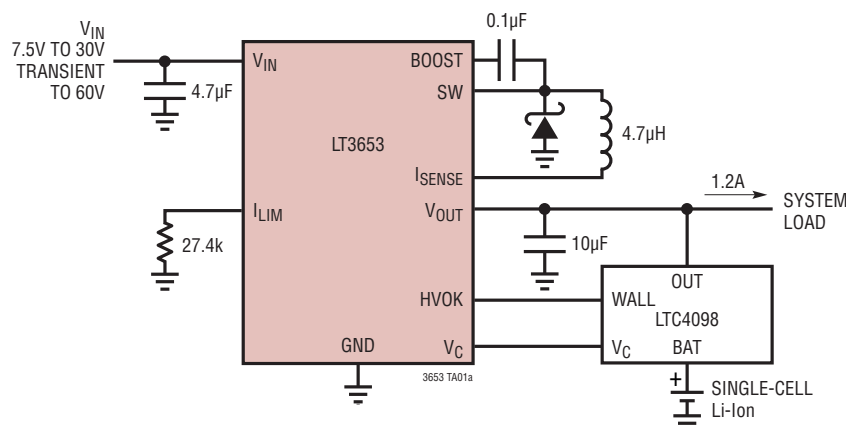 V_IN
7.5V TO 30V
TRANSIENT
TO 60V
4.7µF
V_IN
I_LIM
27.4k
LT3653
GND
BOOST
SW
I_SENSE
V_OUT
HVOK
V_C
0.1µF
4.7µH
1.2A
SYSTEM
LOAD
10µF
OUT
WALL
LTC4098
V_C
BAT
3653 TA01a
+
SINGLE-CELL
Li-Ion